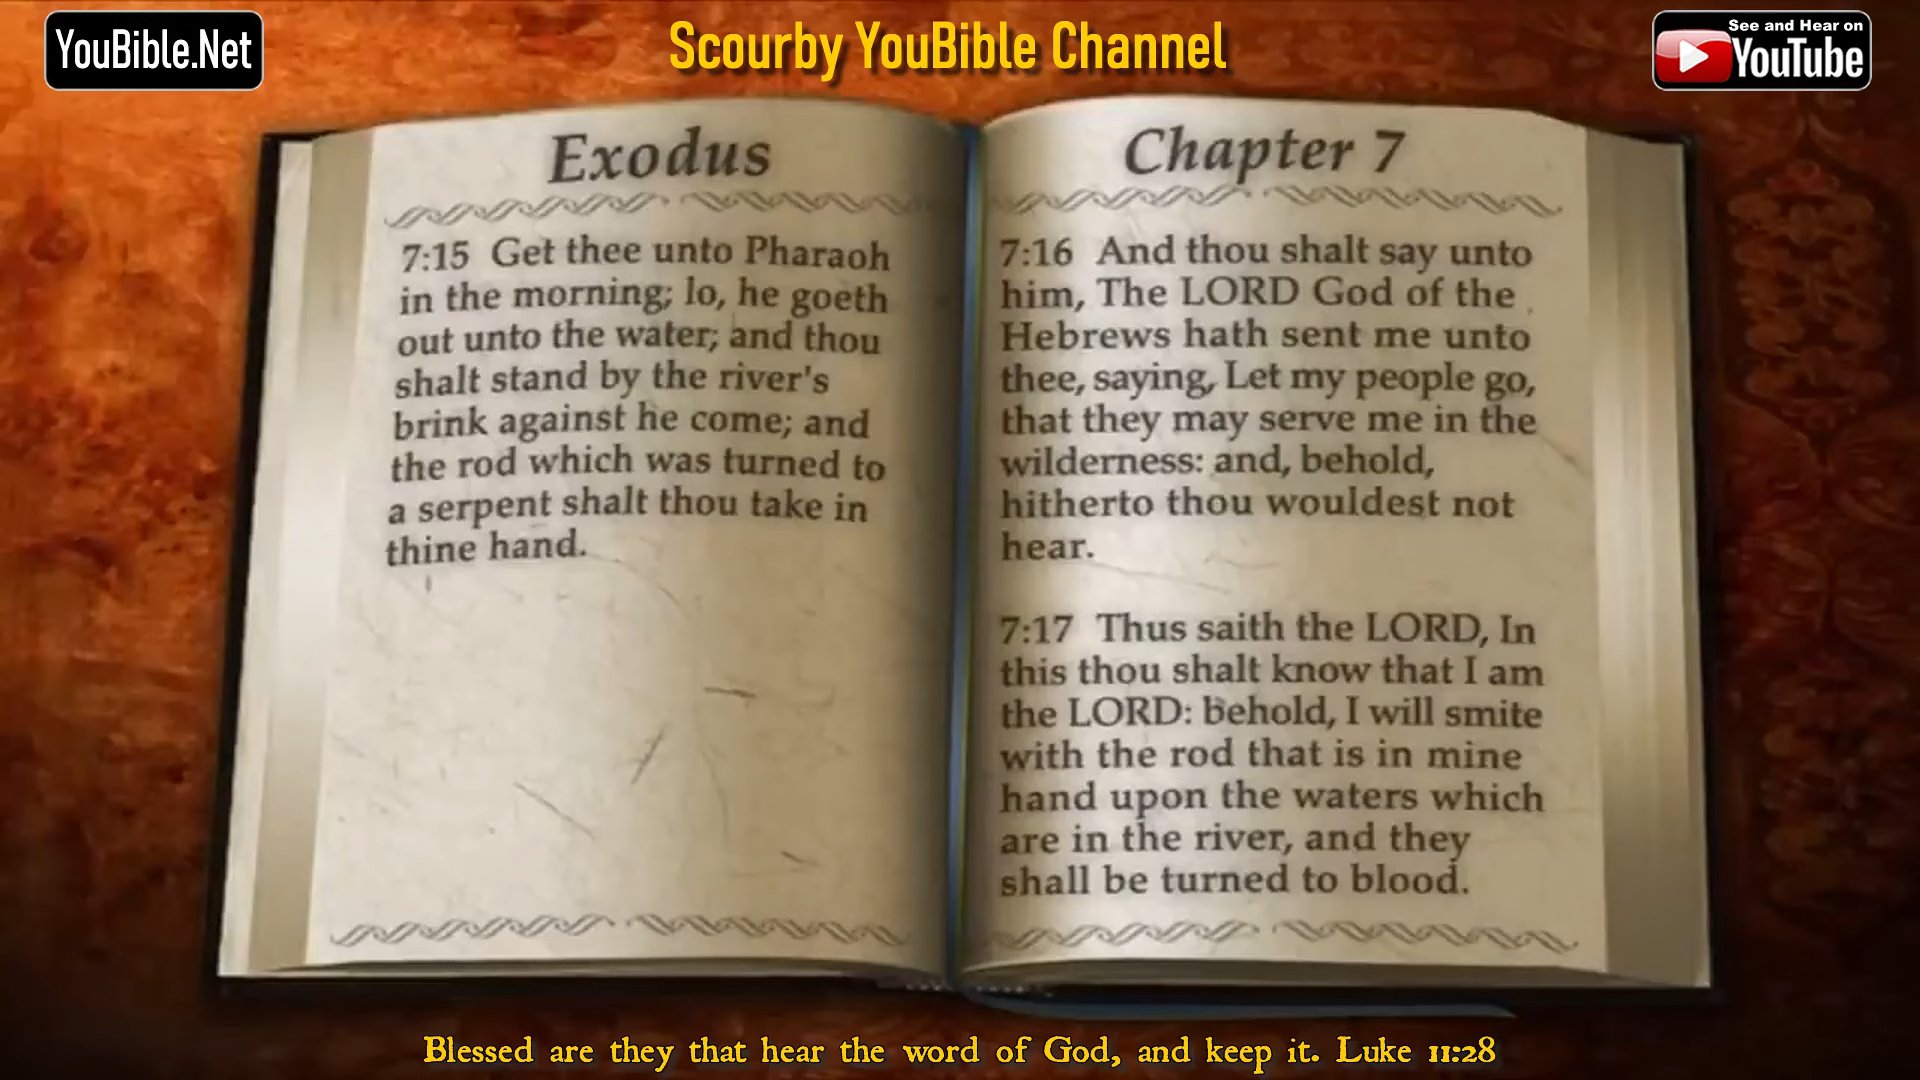 YouBible.Net
Scourby YouBible Channel
See and Hear on
YouTube
Exodus
7:15 Get thee unto Pharaoh
in the morning; lo, he goeth
out unto the water; and thou
shalt stand by the river's
brink against he come; and
the rod which was turned to
a serpent shalt thou take in
thine hand.
Chapter 7
7:16 And thou shalt say unto
him, The LORD God of the
Hebrews hath sent me unto
thee, saying, Let my people go,
that they may serve me in the
wilderness: and, behold,
hitherto thou wouldest not
hear.
7:17 Thus saith the LORD, In
this thou shalt know that I am
the LORD: behold, I will smite
with the rod that is in mine
hand upon the waters which
are in the river, and they
shall be turned to blood.
Blessed are they that hear the word of God, and keep it. Luke 11:28